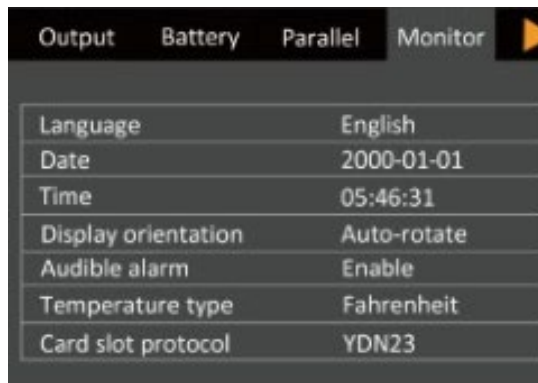 Output Battery Parallel Monitor
Language English
Date 2000-01-01
Time 05:46:31
Display orientation Auto-rotate
Audible alarm Enable
Temperature type Fahrenheit
Card slot protocol YDN23